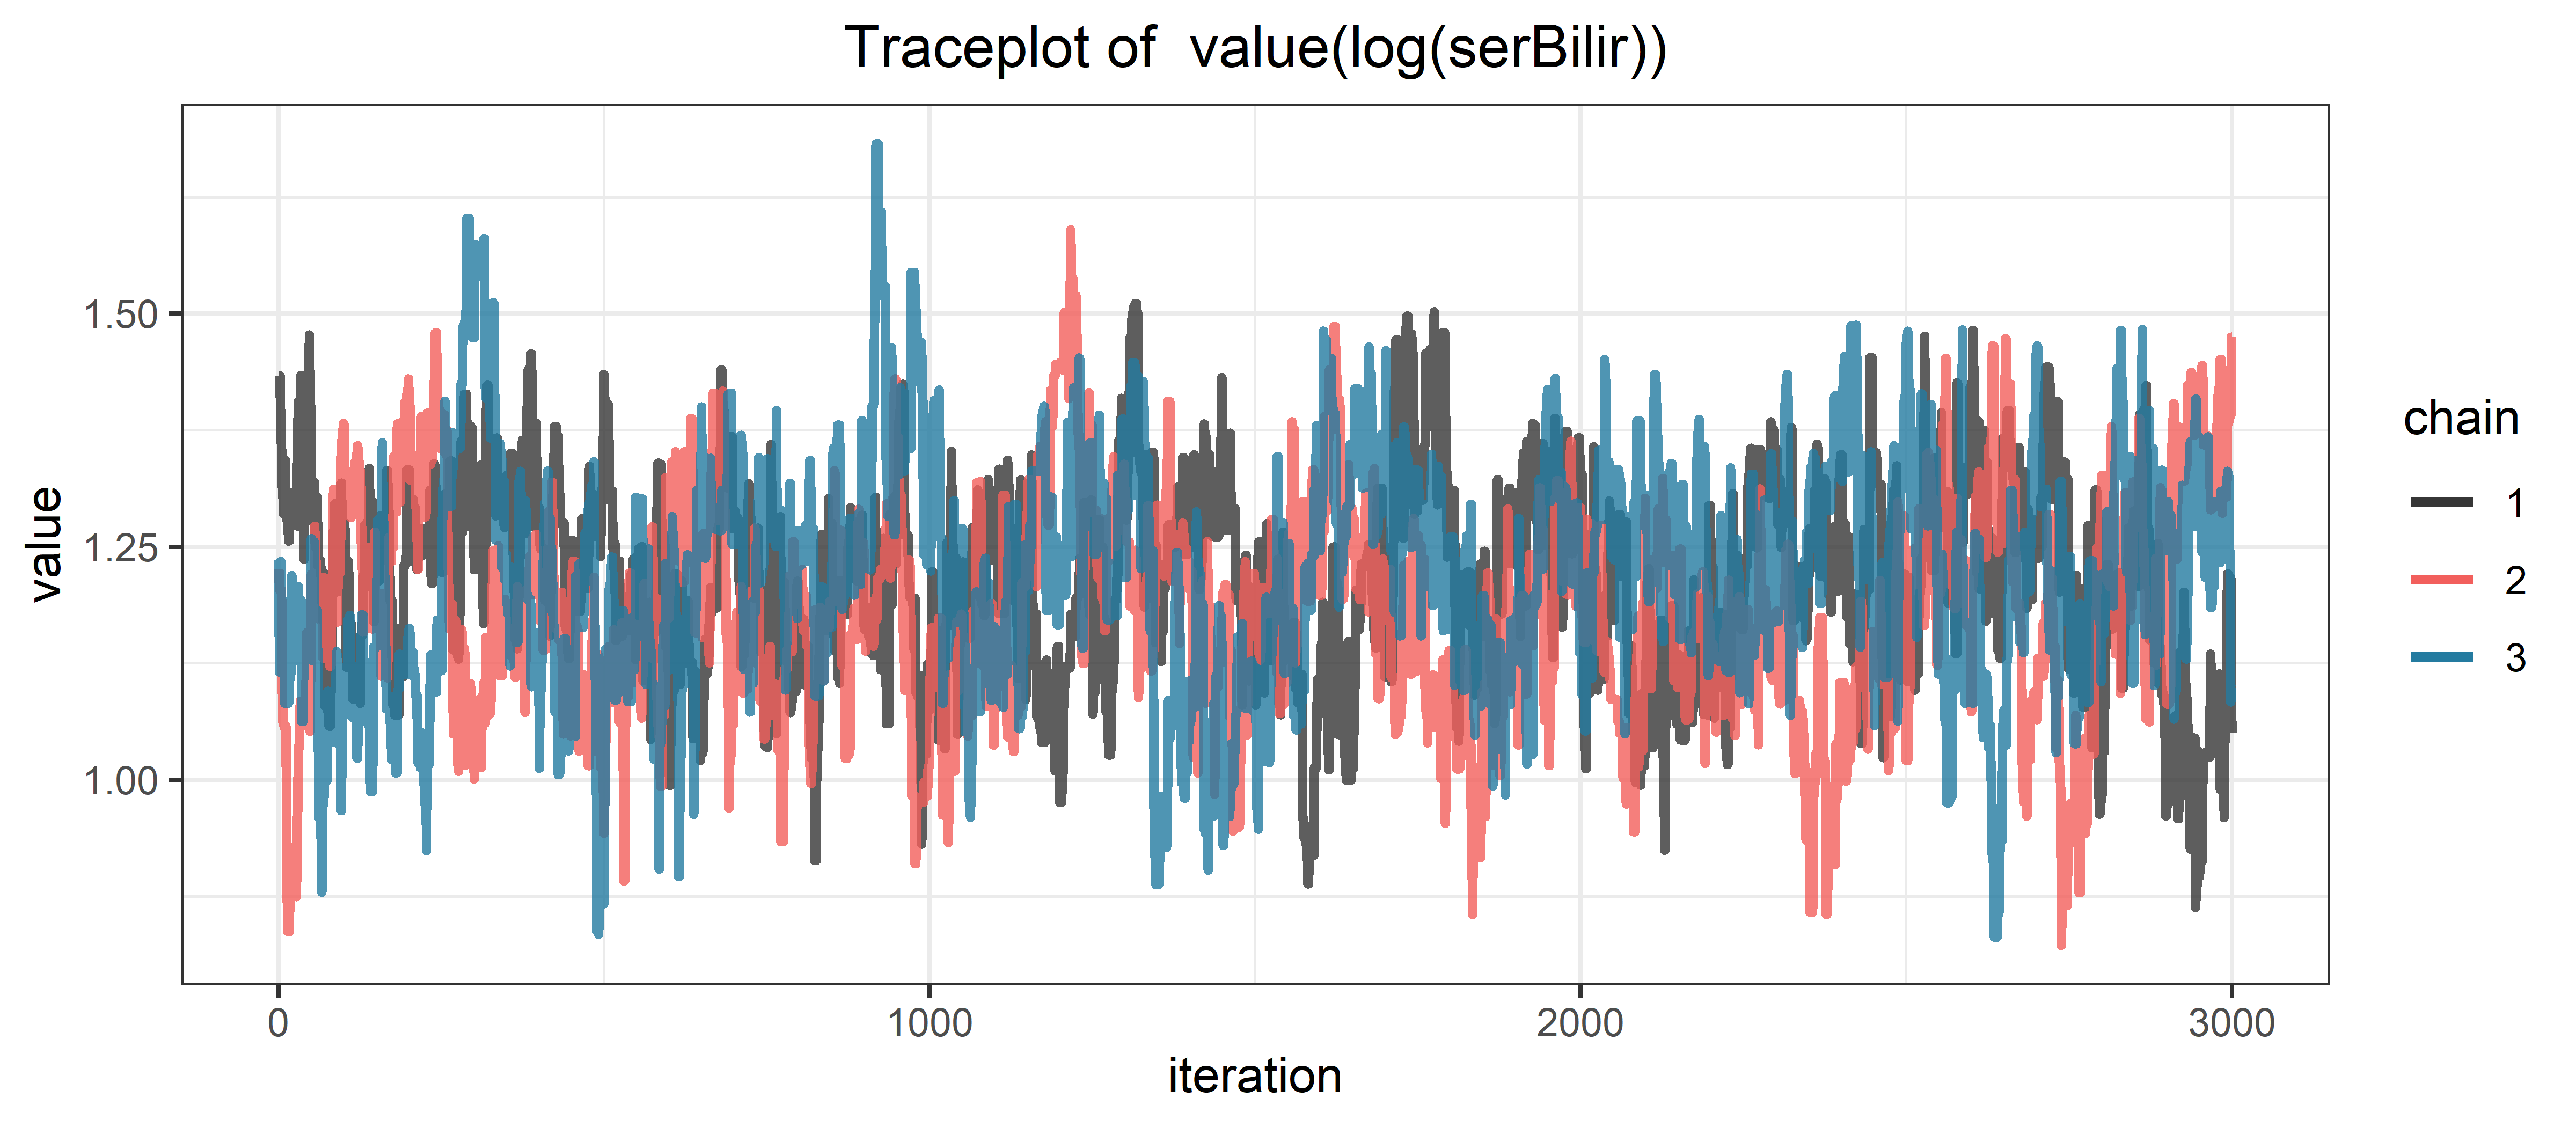 Traceplot of  value(log(serBilir))
value
1.50
1.25
1.00
0
1000
2000
3000
iteration
chain
1
2
3